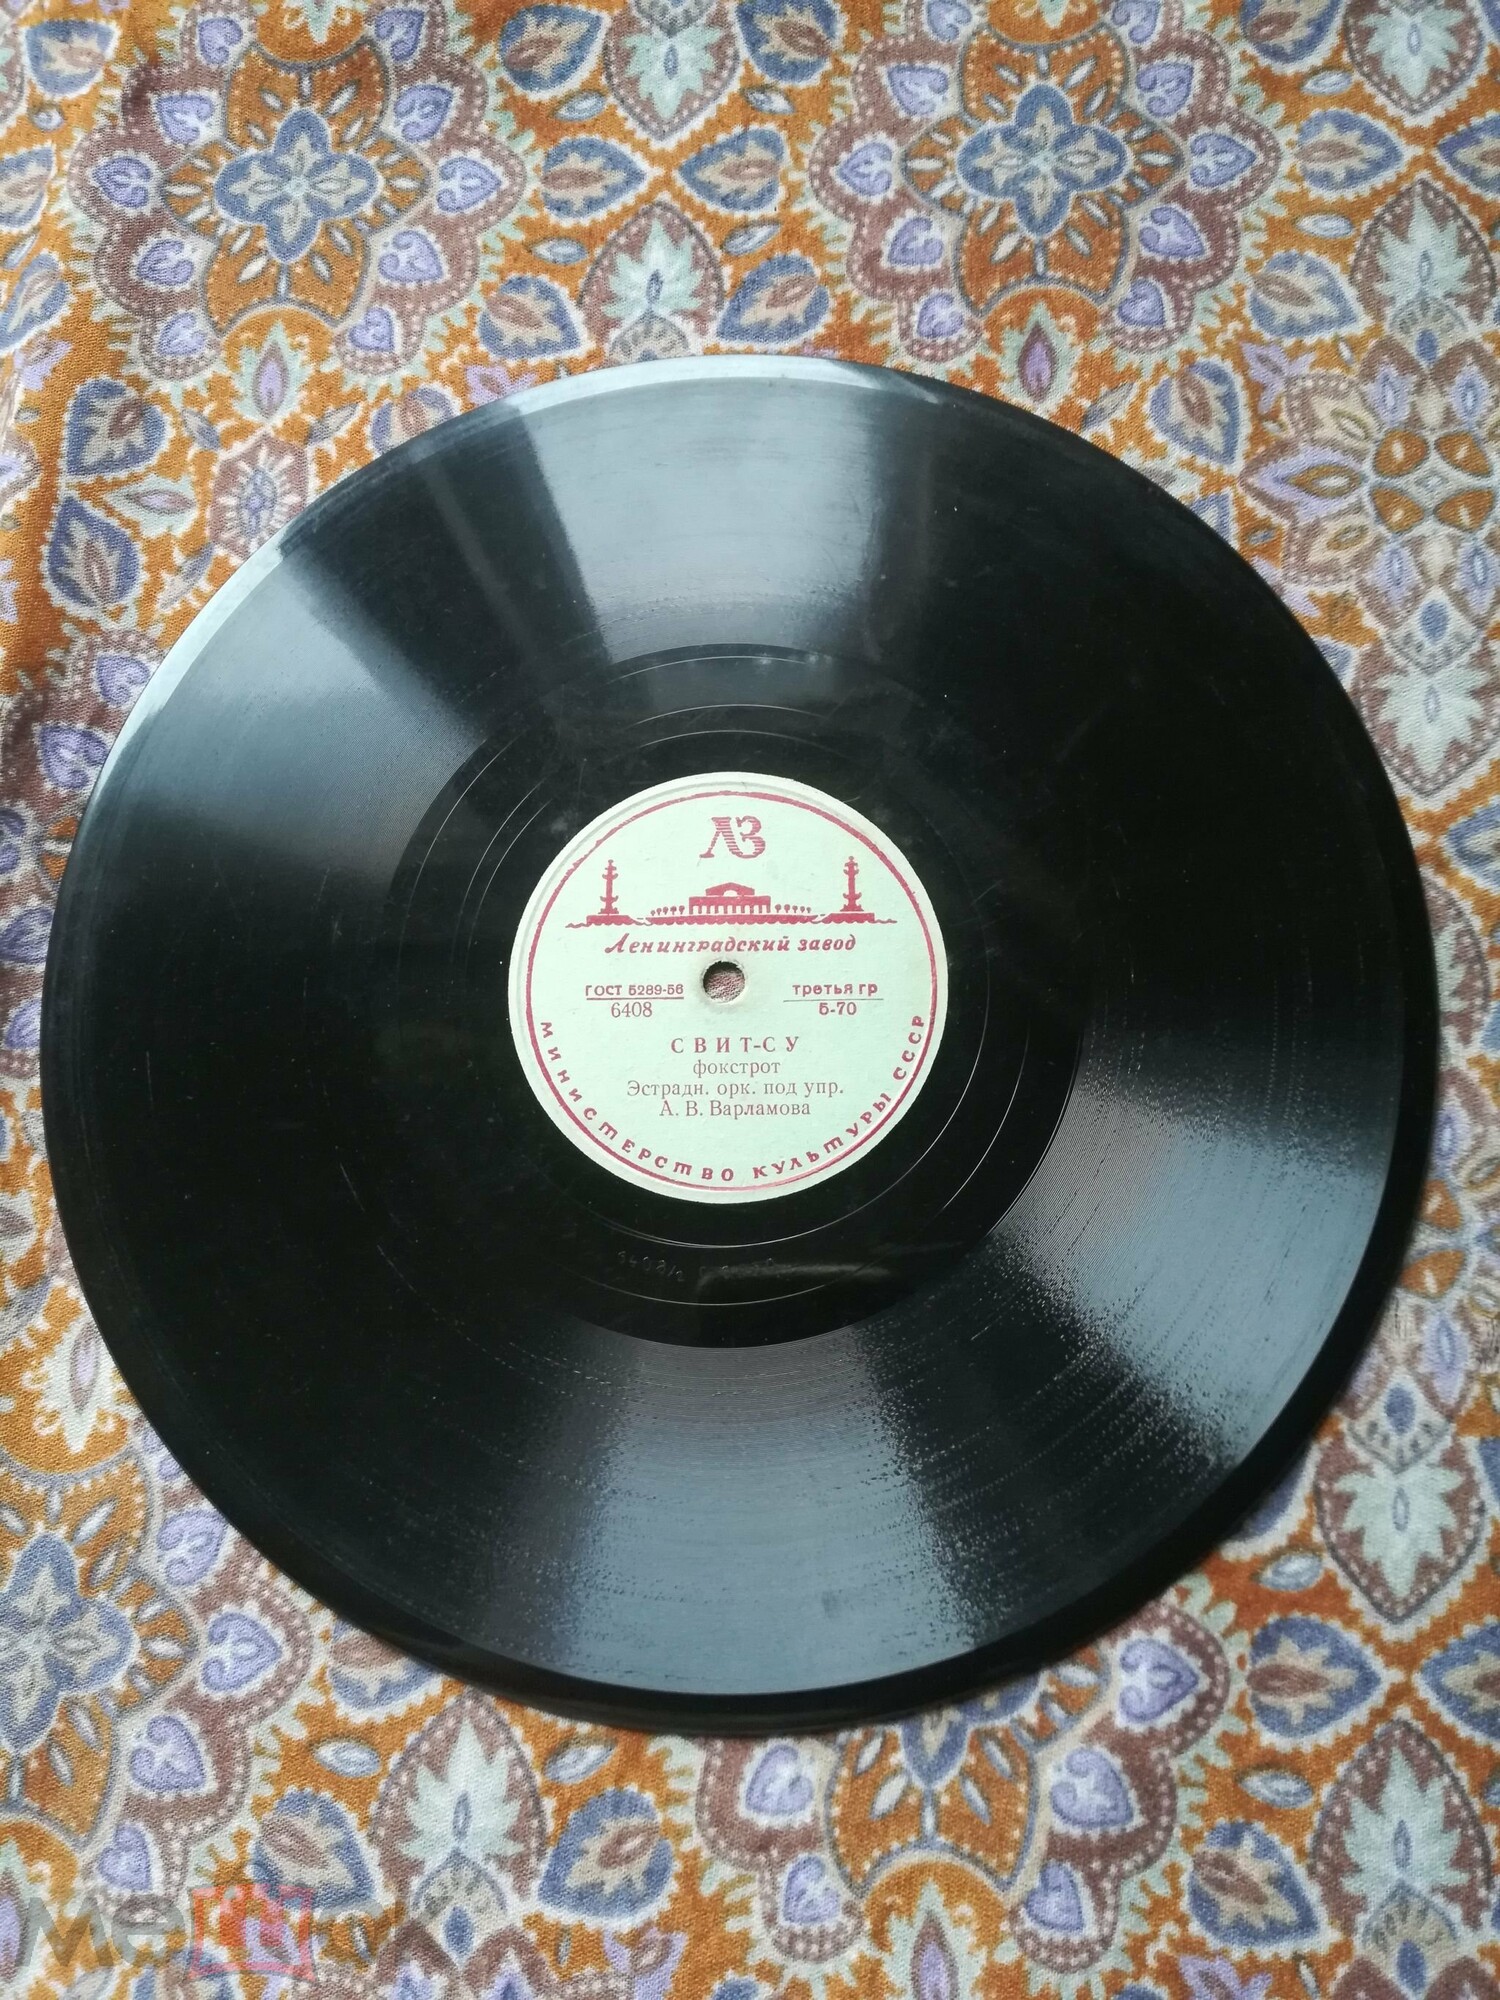 ЛЗ
Ленинградский завод
ГОСТ 5289-56
6408
третья гр
5-70
СВИТ-СУ
фокстрот
Эстрадн. орк. под упр.
А. В. Варламова
МИНИСТЕРСТВО КУЛЬТУРЫ СССР